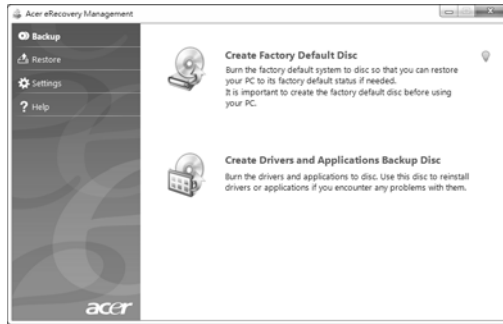 Acer eRecovery Management
Backup
Restore
Settings
Help
Create Factory Default Disc
Burn the factory default system to disc so that you can restore
your PC to its factory default status if needed.
It is important to create the factory default disc before using
your PC.
Create Drivers and Applications Backup Disc
Burn the drivers and applications to disc. Use this disc to reinstall
drivers or applications if you encounter any problems with them.
acer